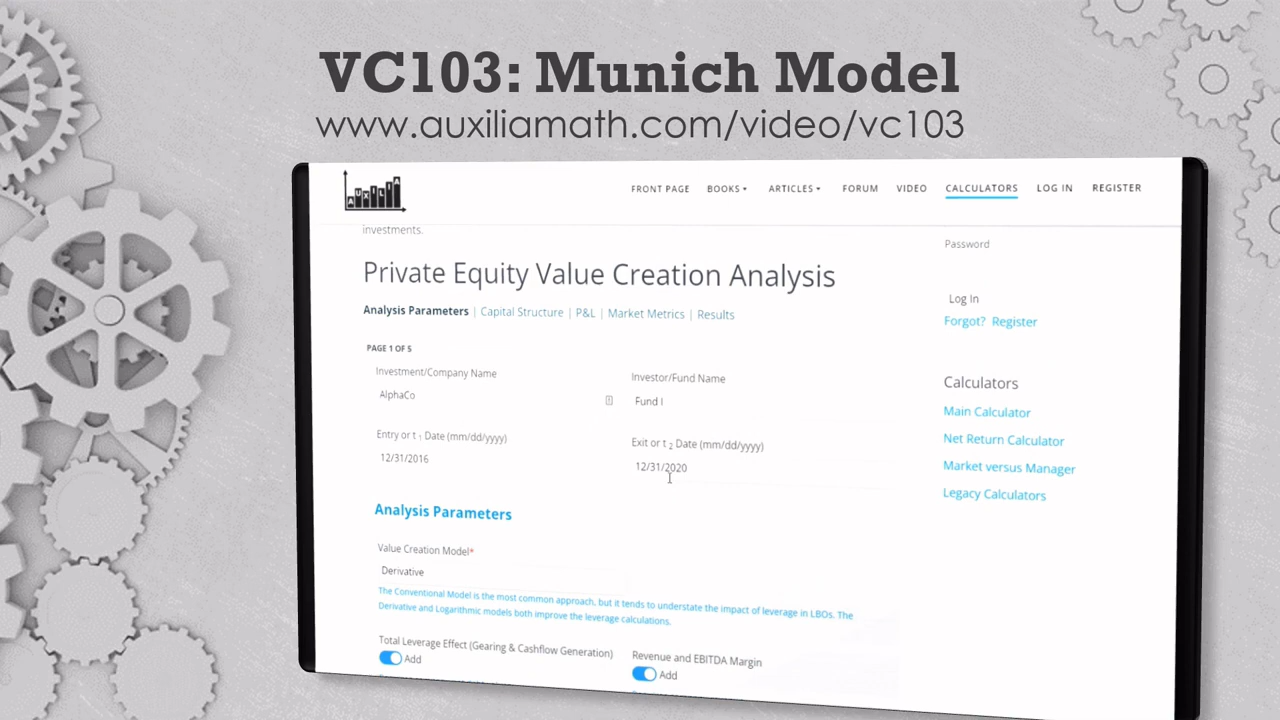 VC103: Munich Model
www.auxiliamath.com/video/vc103
AUXILIA
FRONT PAGE BOOKS ARTICLES FORUM VIDEO CALCULATORS LOG IN REGISTER
investments.
Password
Private Equity Value Creation Analysis
Log In
Analysis Parameters | Capital Structure | P&L | Market Metrics | Results
Forgot? Register
PAGE 1 OF 5
Investment/Company Name
Investor/Fund Name
AlphaCo
Fund I
Calculators
Main Calculator
Net Return Calculator
Market versus Manager
Legacy Calculators
Entry or t 1 Date (mm/dd/yyyy)
Exit or t 2 Date (mm/dd/yyyy)
12/31/2016
12/31/2020
Analysis Parameters
Value Creation Model*
Derivative
The Conventional Model is the most common approach, but it tends to understate the impact of leverage in LBOs. The
Derivative and Logarithmic models both improve the leverage calculations.
Total Leverage Effect (Gearing & Cashflow Generation)
Revenue and EBITDA Margin
Add
Add